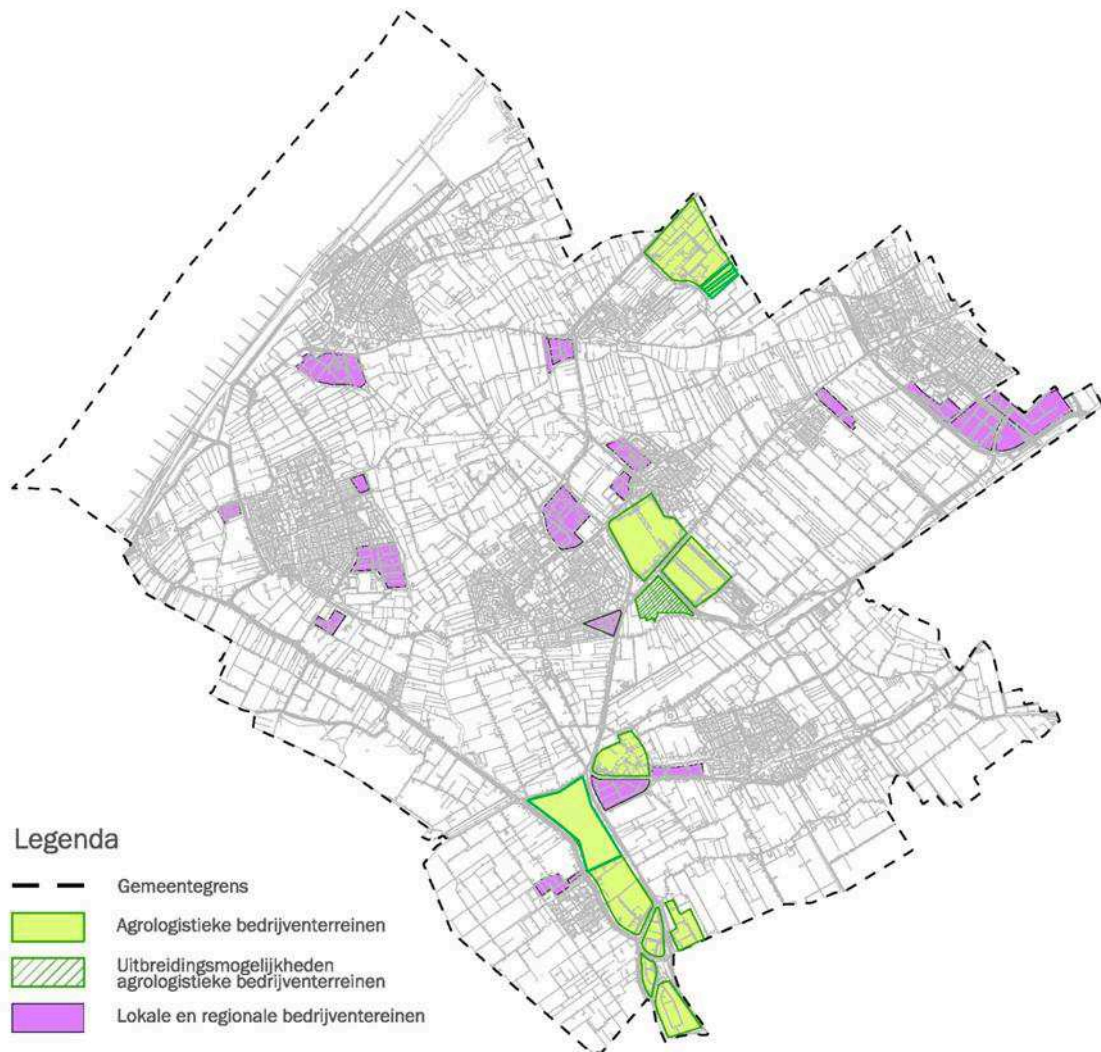 Legenda
Gemeentegrens
Agrologistieke bedrijventerreinen
Uitbreidingsmogelijkheden
agrologistieke bedrijventerreinen
Lokale en regionale bedrijventereinen